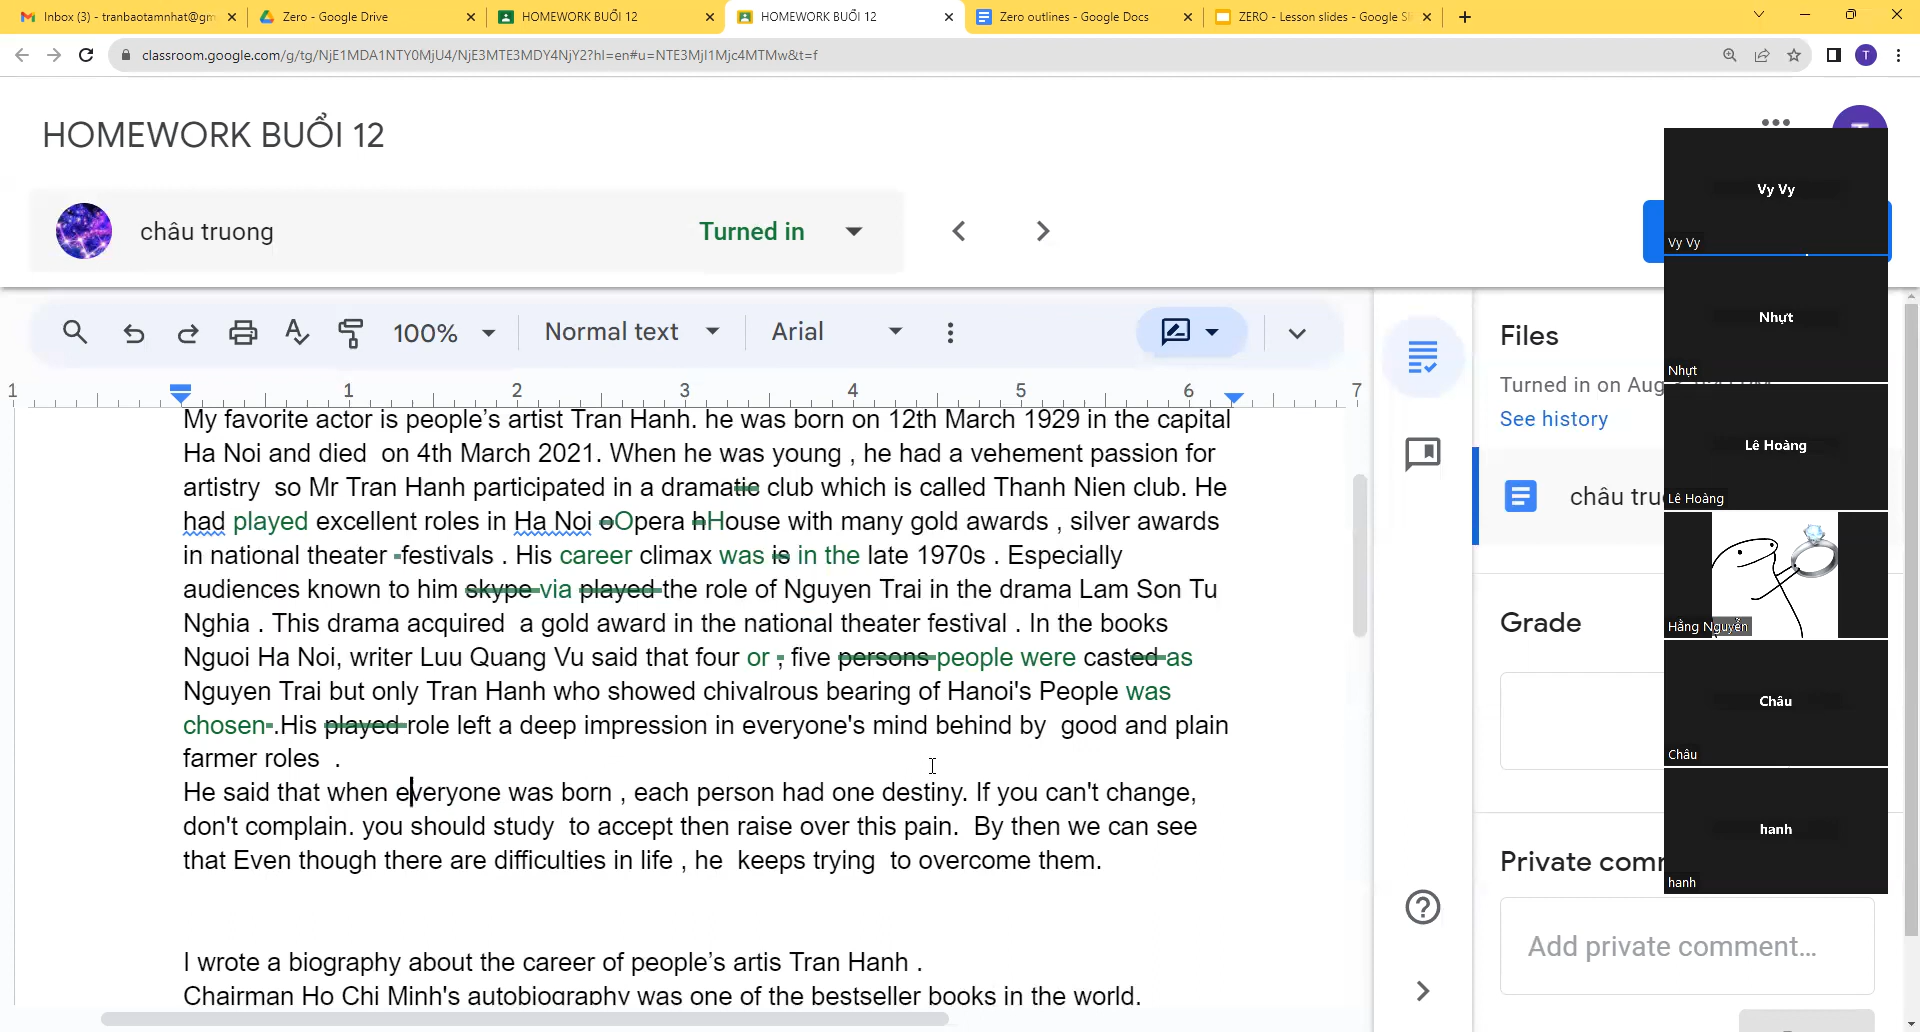 Inbox (3) - tranbaotamnhat@gm
Zero - Google Drive
HOMEWORK BUỔI 12
HOMEWORK BUỔI 12
Zero outlines - Google Docs
ZERO - Lesson slides - Google Sl
classroom.google.com/g/tg/NjE1MDA1NTY0MjU4/NjE3MTE3MDY4NjY2?hl=en#u=NTE3MjI1Mjc4MTMw&t=f
T
HOMEWORK BUỔI 12
châu truong
Turned in
100%
Normal text
Arial
1 1 2 3 4 5 6 7
My favorite actor is people’s artist Tran Hanh. he was born on 12th March 1929 in the capital
Ha Noi and died on 4th March 2021. When he was young , he had a vehement passion for
artistry so Mr Tran Hanh participated in a dramatic club which is called Thanh Nien club. He
had played excellent roles in Ha Noi oOpera hHouse with many gold awards , silver awards
in national theater -festivals . His career climax was is in the late 1970s . Especially
audiences known to him skype via played the role of Nguyen Trai in the drama Lam Son Tu
Nghia . This drama acquired a gold award in the national theater festival . In the books
Nguoi Ha Noi, writer Luu Quang Vu said that four or , five persons people were casted as
Nguyen Trai but only Tran Hanh who showed chivalrous bearing of Hanoi's People was
chosen .His played role left a deep impression in everyone's mind behind by good and plain
farmer roles .
He said that when everyone was born , each person had one destiny. If you can't change,
don't complain. you should study to accept then raise over this pain. By then we can see
that Even though there are difficulties in life , he keeps trying to overcome them.
I wrote a biography about the career of people’s artis Tran Hanh .
Chairman Ho Chi Minh's autobiography was one of the bestseller books in the world.
Files
Turned in on Aug
See history
châu tru
Grade
Private comm
Add private comment...
Vy Vy
Vy Vy
Nhựt
Nhựt
Lê Hoàng
Lê Hoàng
Hằng Nguyễn
Châu
Châu
hanh
hanh